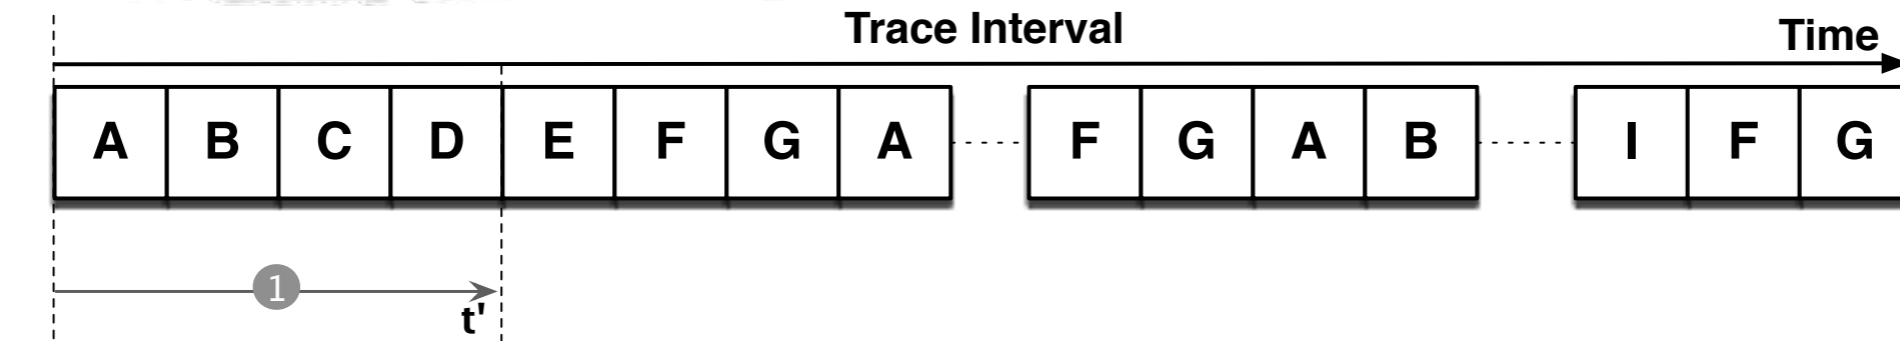 Trace Interval
Time
A B C D E F G A F G A B I F G
1
t'